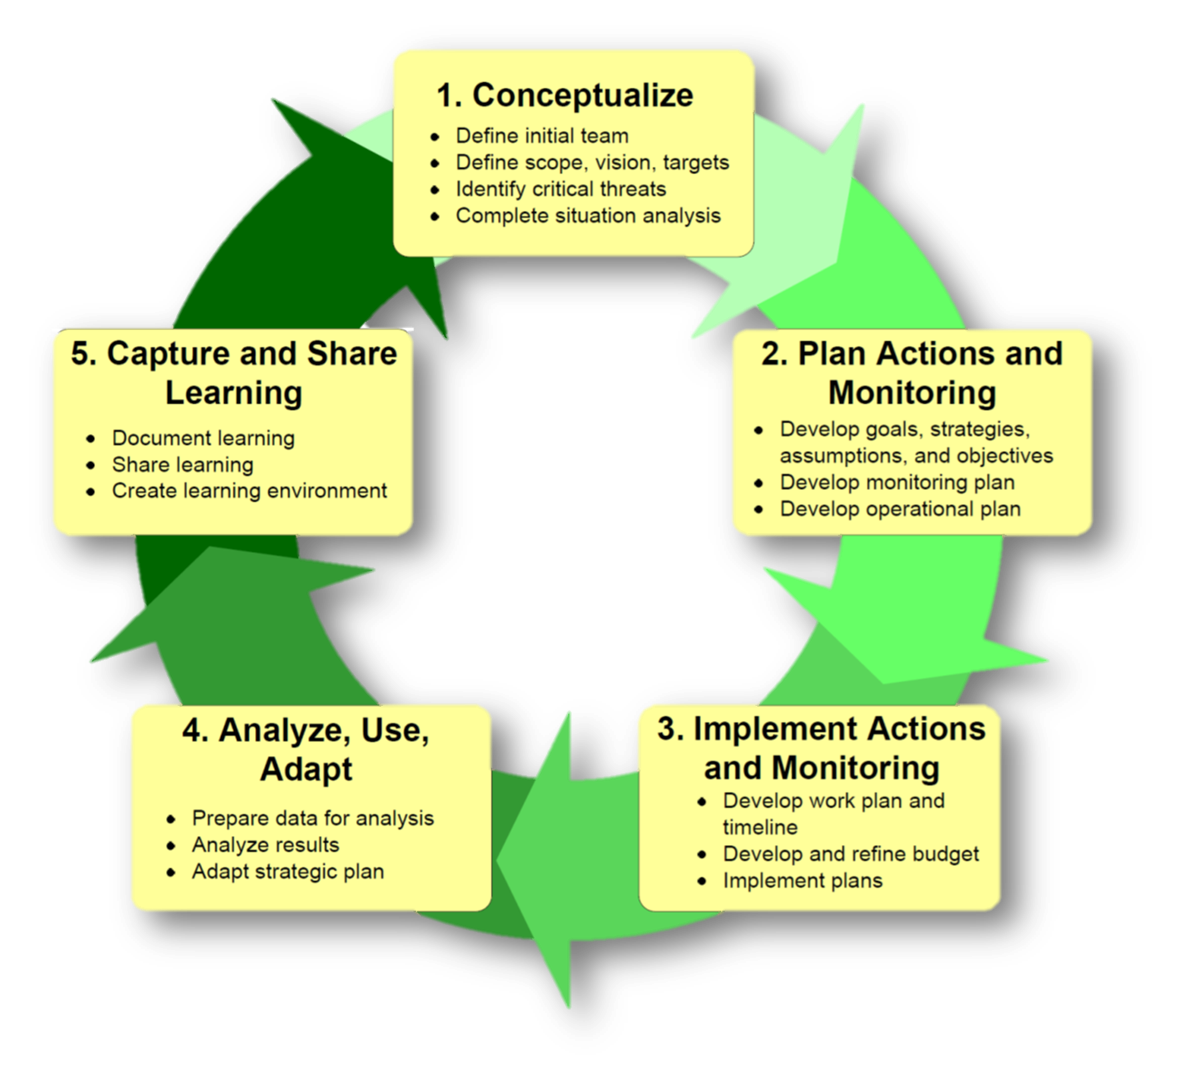 1. Conceptualize
• Define initial team
• Define scope, vision, targets
• Identify critical threats
• Complete situation analysis
2. Plan Actions and
Monitoring
• Develop goals, strategies,
assumptions, and objectives
• Develop monitoring plan
• Develop operational plan
3. Implement Actions
and Monitoring
• Develop work plan and
timeline
• Develop and refine budget
• Implement plans
4. Analyze, Use,
Adapt
• Prepare data for analysis
• Analyze results
• Adapt strategic plan
5. Capture and Share
Learning
• Document learning
• Share learning
• Create learning environment